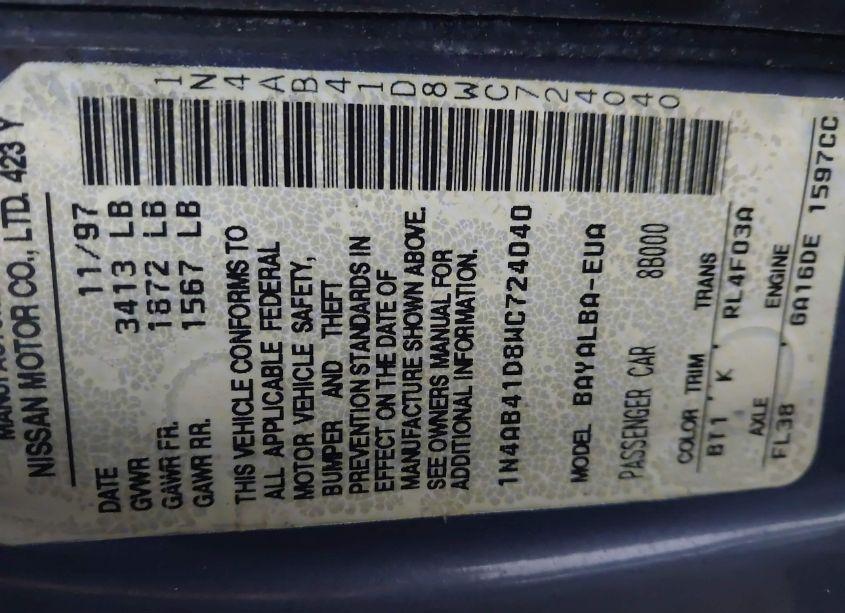 MANUFACTURED
NISSAN MOTOR CO., LTD. 423 Y
DATE 11/97
GVWR 3413 LB
GAWR FR. 1872 LB
GAWR RR. 1567 LB
1N4AB41D8WC724040
THIS VEHICLE CONFORMS TO
ALL APPLICABLE FEDERAL
MOTOR VEHICLE SAFETY,
BUMPER AND THEFT
PREVENTION STANDARDS IN
EFFECT ON THE DATE OF
MANUFACTURE SHOWN ABOVE.
SEE OWNERS MANUAL FOR
ADDITIONAL INFORMATION.
1N4AB41D8WC724040
MODEL BAYALBA-EUA
PASSENGER CAR 8B000
COLOR TRIM TRANS
BT1 ' K ' RL4F03A
AXLE ENGINE
FL38 GA16DE 1597CC